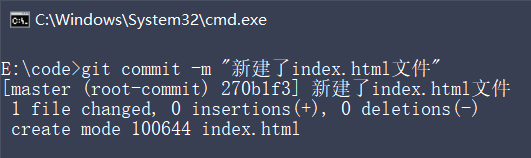 C:\Windows\System32\cmd.exe
E:\code>git commit -m "新建了index.html文件"
[master (root-commit) 270b1f3] 新建了index.html文件
1 file changed, 0 insertions(+), 0 deletions(-)
create mode 100644 index.html